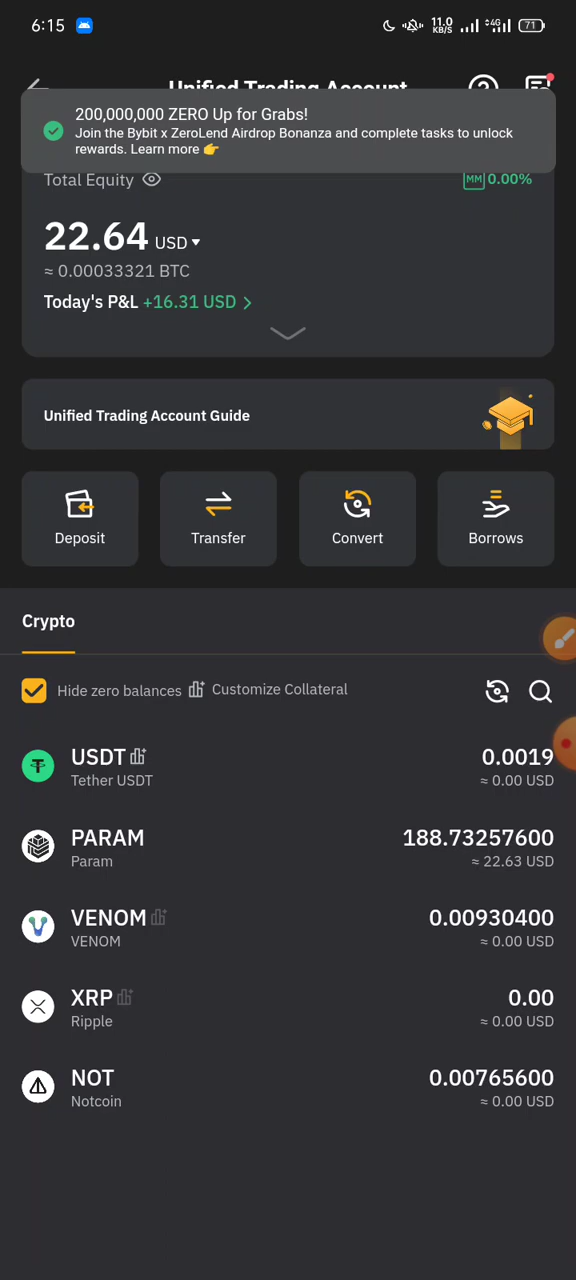 6:15
11.0
KB/S
4G
71
Unified Trading Account
200,000,000 ZERO Up for Grabs!
Join the Bybit x ZeroLend Airdrop Bonanza and complete tasks to unlock
rewards. Learn more 👉
Total Equity
MM 0.00%
22.64 USD
≈ 0.00033321 BTC
Today's P&L +16.31 USD
Unified Trading Account Guide
Deposit
Transfer
Convert
Borrows
Crypto
Hide zero balances
Customize Collateral
USDT
0.0019
Tether USDT
≈ 0.00 USD
PARAM
188.73257600
Param
≈ 22.63 USD
VENOM
0.00930400
VENOM
≈ 0.00 USD
XRP
0.00
Ripple
≈ 0.00 USD
NOT
0.00765600
Notcoin
≈ 0.00 USD